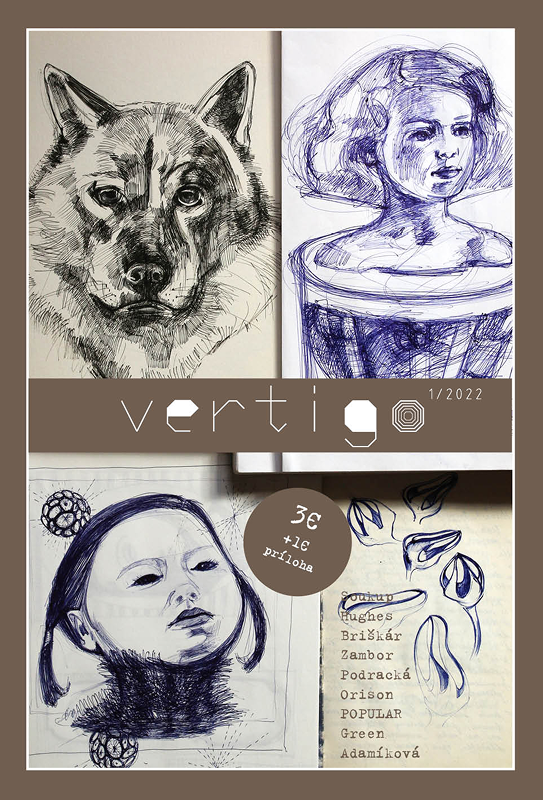 vertigo
1/2022
3€
+1€
príloha
Soukup
Hughes
Briškár
Zambor
Podracká
Orison
POPULAR
Green
Adamíková